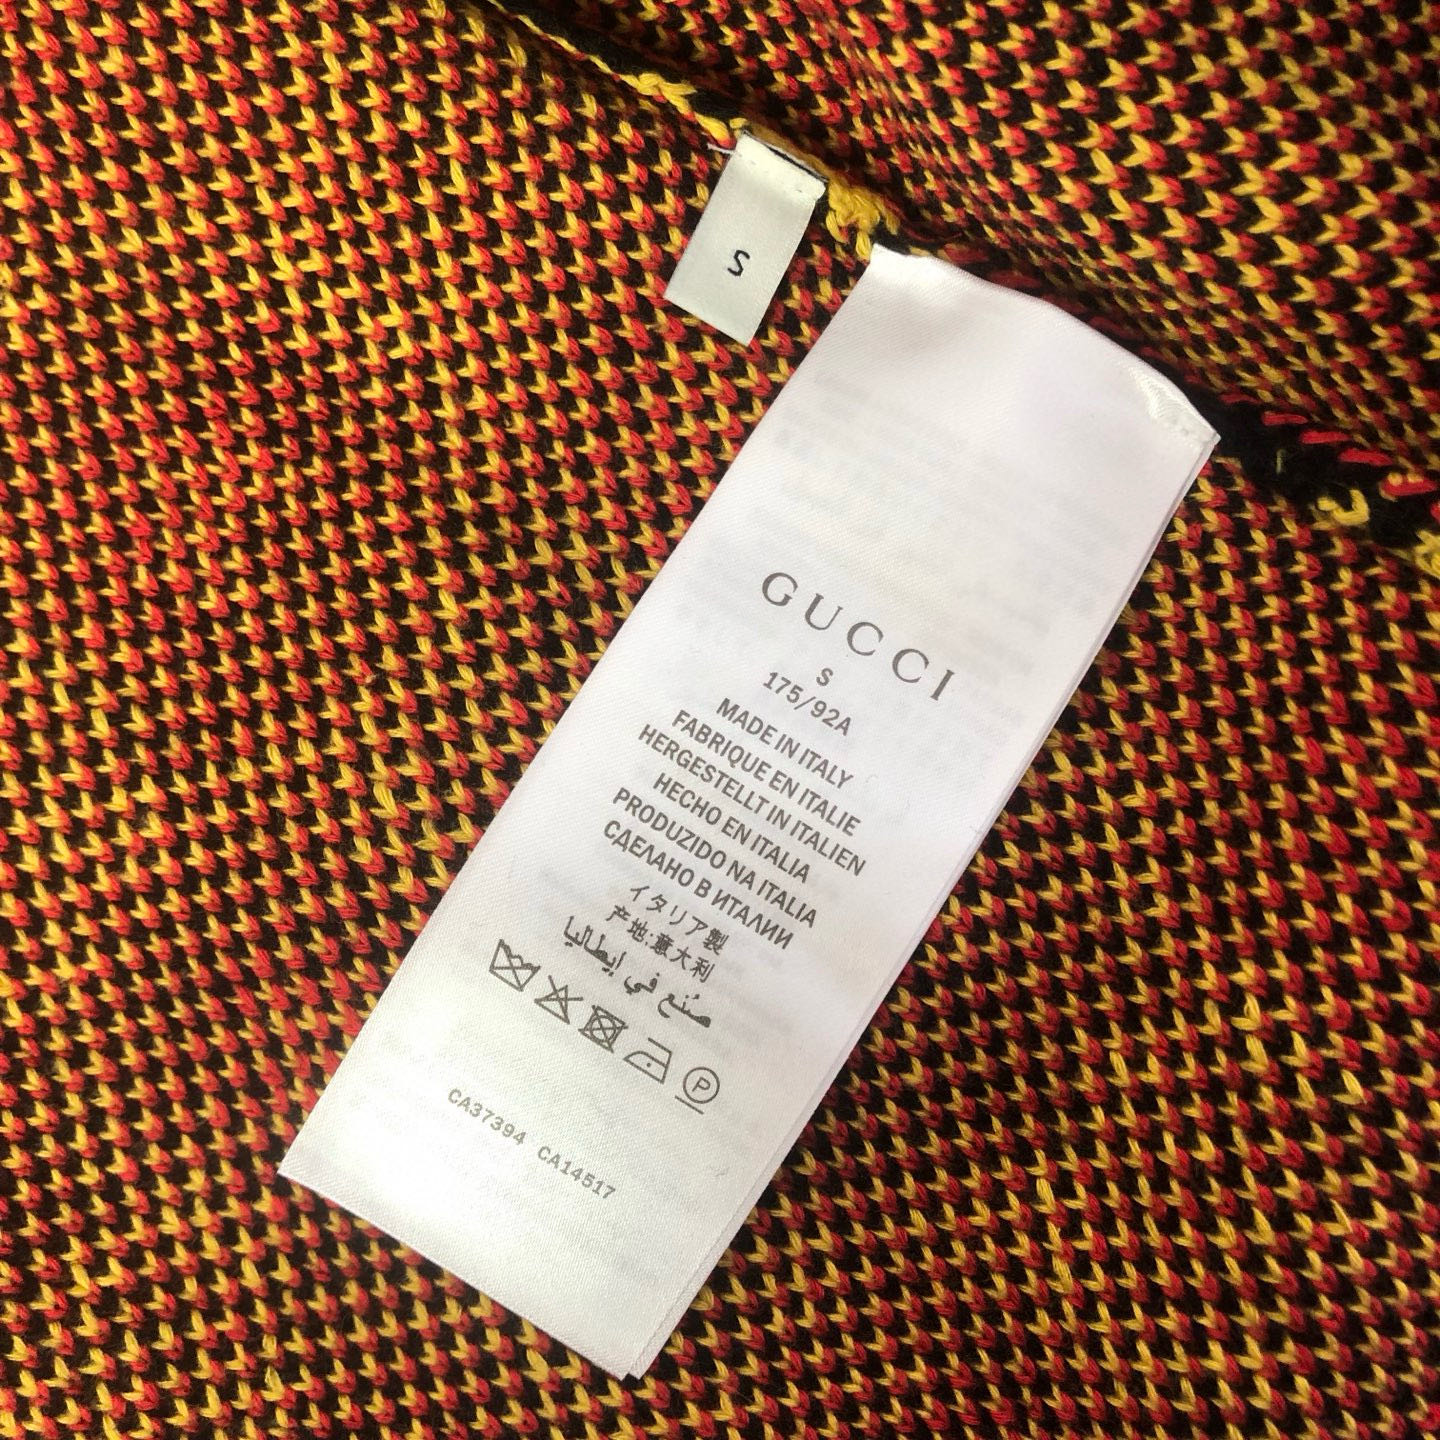 S
GUCCI
S
175/92A
MADE IN ITALY
FABRIQUE EN ITALIE
HERGESTELLT IN ITALIEN
HECHO EN ITALIA
PRODUZIDO NA ITALIA
СДЕЛАНО В ИТАЛИИ
イタリア製
产地:意大利
صُنع في إيطاليا
P
CA37394 CA14517